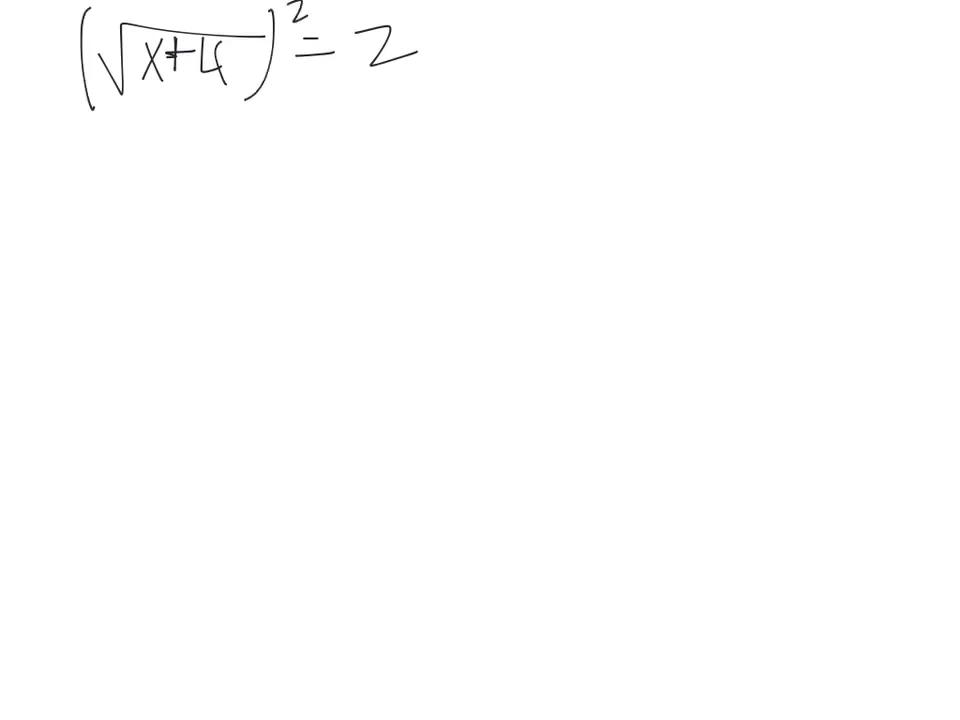 (√x+4)² = 2